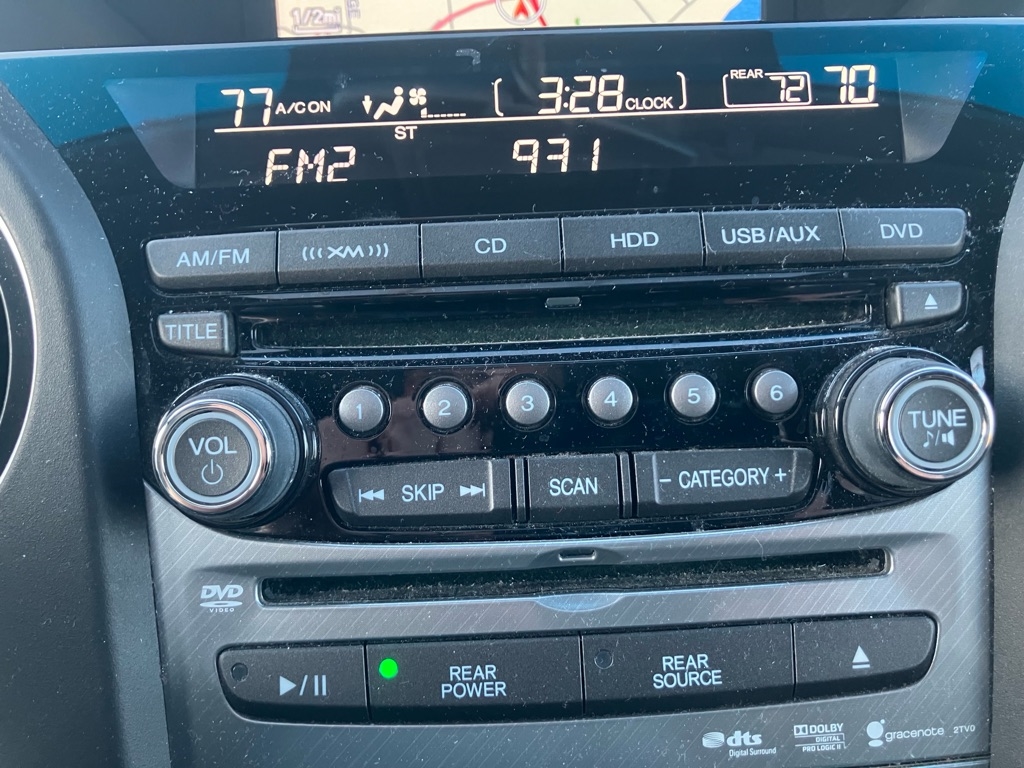 1/2mi
77 A/C ON 3:28 CLOCK REAR 72 70
ST
FM2 971
AM/FM (((XM))) CD HDD USB/AUX DVD
TITLE
1 2 3 4 5 6
VOL TUNE
SKIP SCAN - CATEGORY +
DVD
VIDEO
REAR
POWER
REAR
SOURCE
dts
Digital Surround
DOLBY
DIGITAL
PRO LOGIC II
gracenote 2TV0